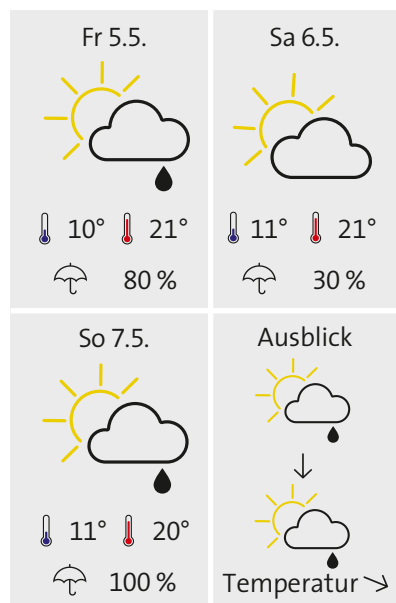 Fr 5.5.
10° 21°
80 %
Sa 6.5.
11° 21°
30 %
So 7.5.
11° 20°
100 %
Ausblick
Temperatur